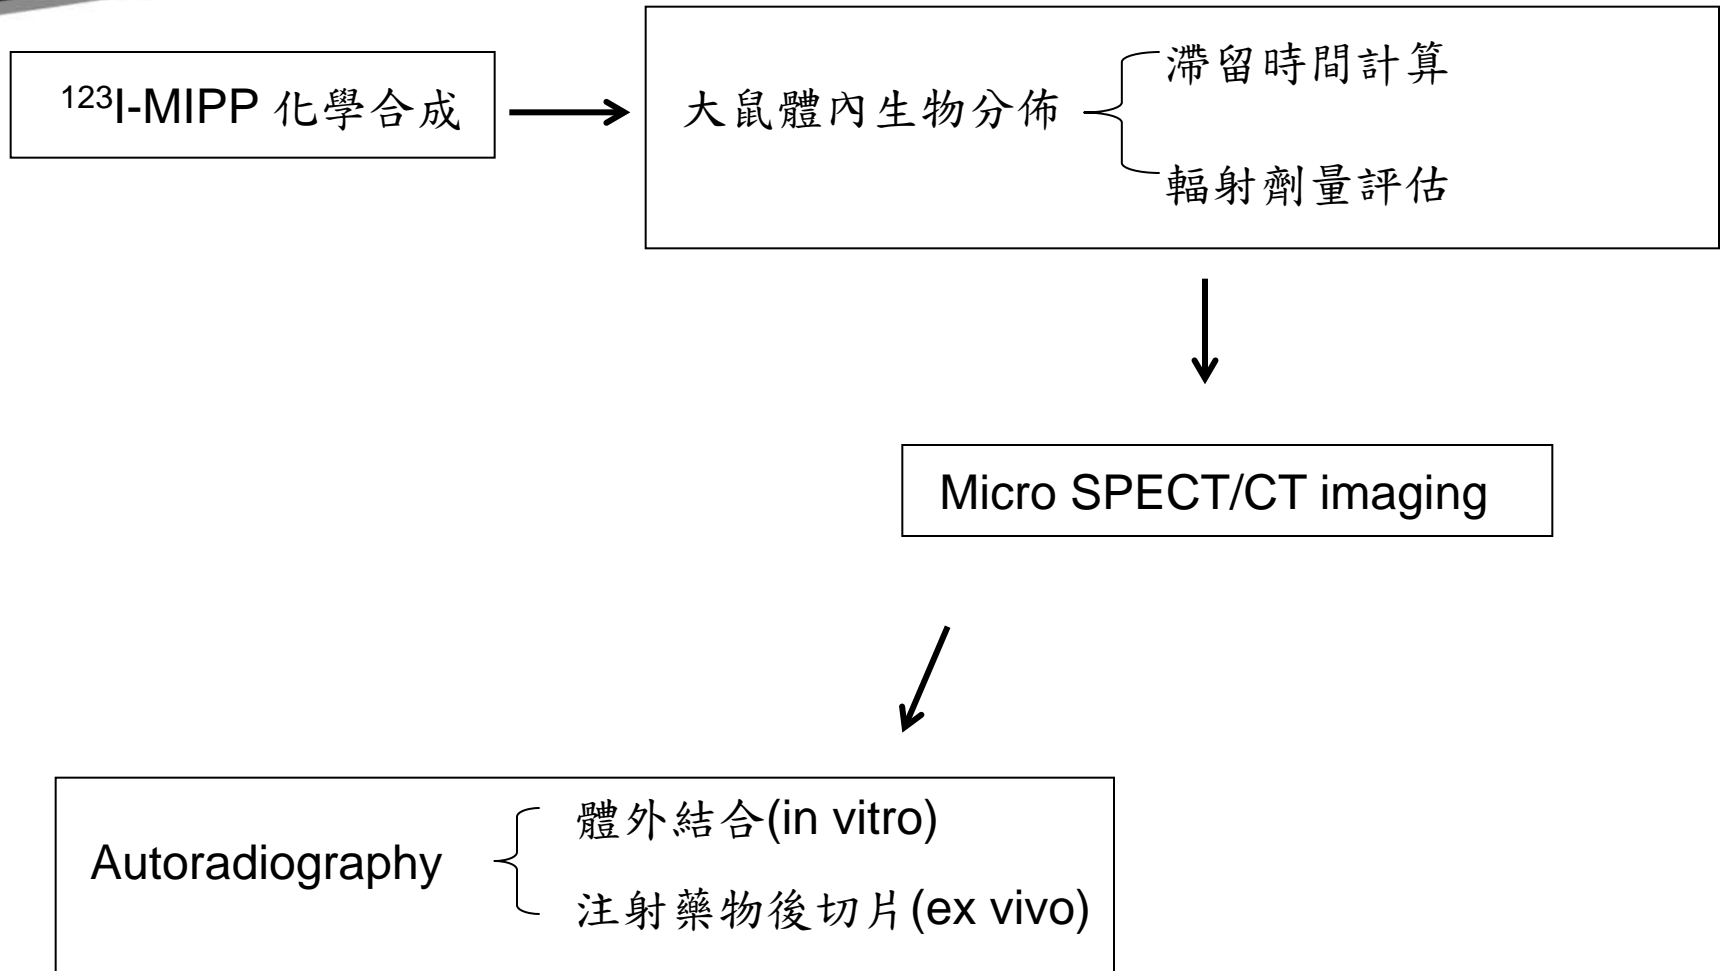 ¹²³I-MIPP 化學合成
大鼠體內生物分佈
滯留時間計算
輻射劑量評估
Micro SPECT/CT imaging
Autoradiography
體外結合(in vitro)
注射藥物後切片(ex vivo)